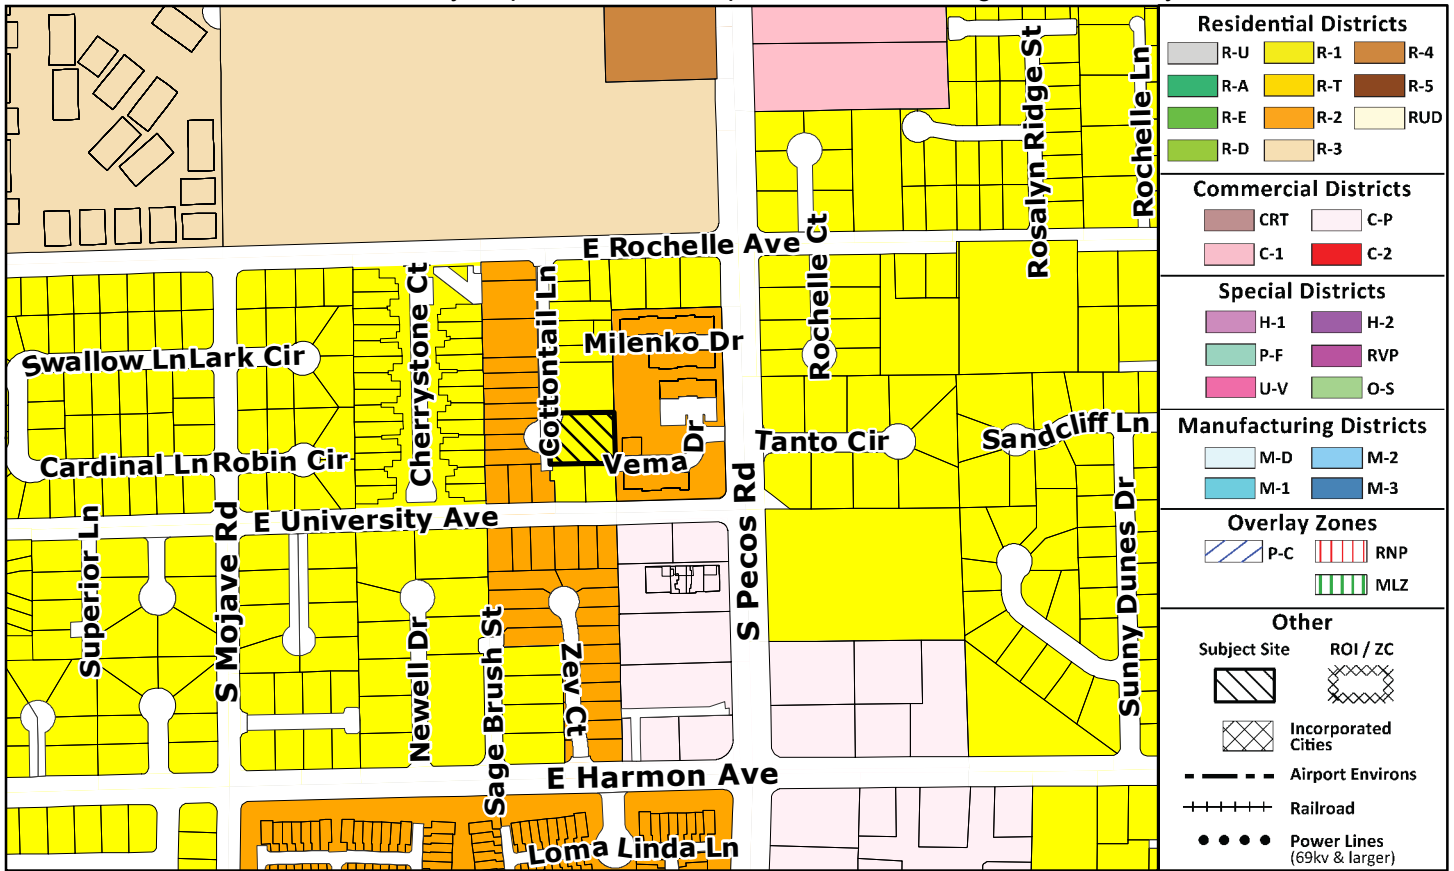 Rosalyn Ridge St
Rochelle Ln
E Rochelle Ave
Rochelle Ct
Cherrystone Ct
Cottontail Ln
Milenko Dr
Swallow Ln
Lark Cir
Cardinal Ln
Robin Cir
Vema Dr
Tanto Cir
Sandcliff Ln
E University Ave
Superior Ln
S Mojave Rd
S Pecos Rd
Sunny Dunes Dr
Newell Dr
Sage Brush St
Zev Ct
E Harmon Ave
Loma Linda Ln
Residential Districts
R-U R-1 R-4
R-A R-T R-5
R-E R-2 RUD
R-D R-3
Commercial Districts
CRT C-P
C-1 C-2
Special Districts
H-1 H-2
P-F RVP
U-V O-S
Manufacturing Districts
M-D M-2
M-1 M-3
Overlay Zones
P-C RNP
MLZ
Other
Subject Site ROI / ZC
Incorporated
Cities
Airport Environs
Railroad
Power Lines
(69kv & larger)